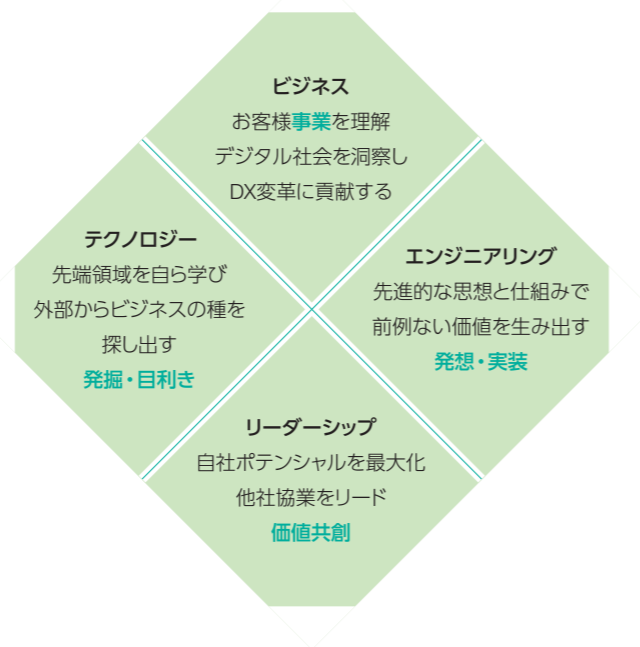 ビジネス
お客様事業を理解
デジタル社会を洞察し
DX変革に貢献する
テクノロジー
先端領域を自ら学び
外部からビジネスの種を
探し出す
発掘・目利き
エンジニアリング
先進的な思想と仕組みで
前例ない価値を生み出す
発想・実装
リーダーシップ
自社ポテンシャルを最大化
他社協業をリード
価値共創